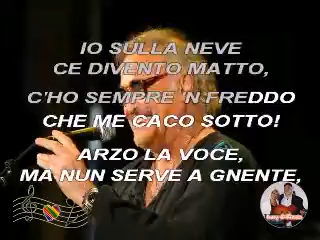 IO SULLA NEVE
CE DIVENTO MATTO,
C'HO SEMPRE 'N FREDDO
CHE ME CACO SOTTO!
ARZO LA VOCE,
MA NUN SERVE A GNENTE,